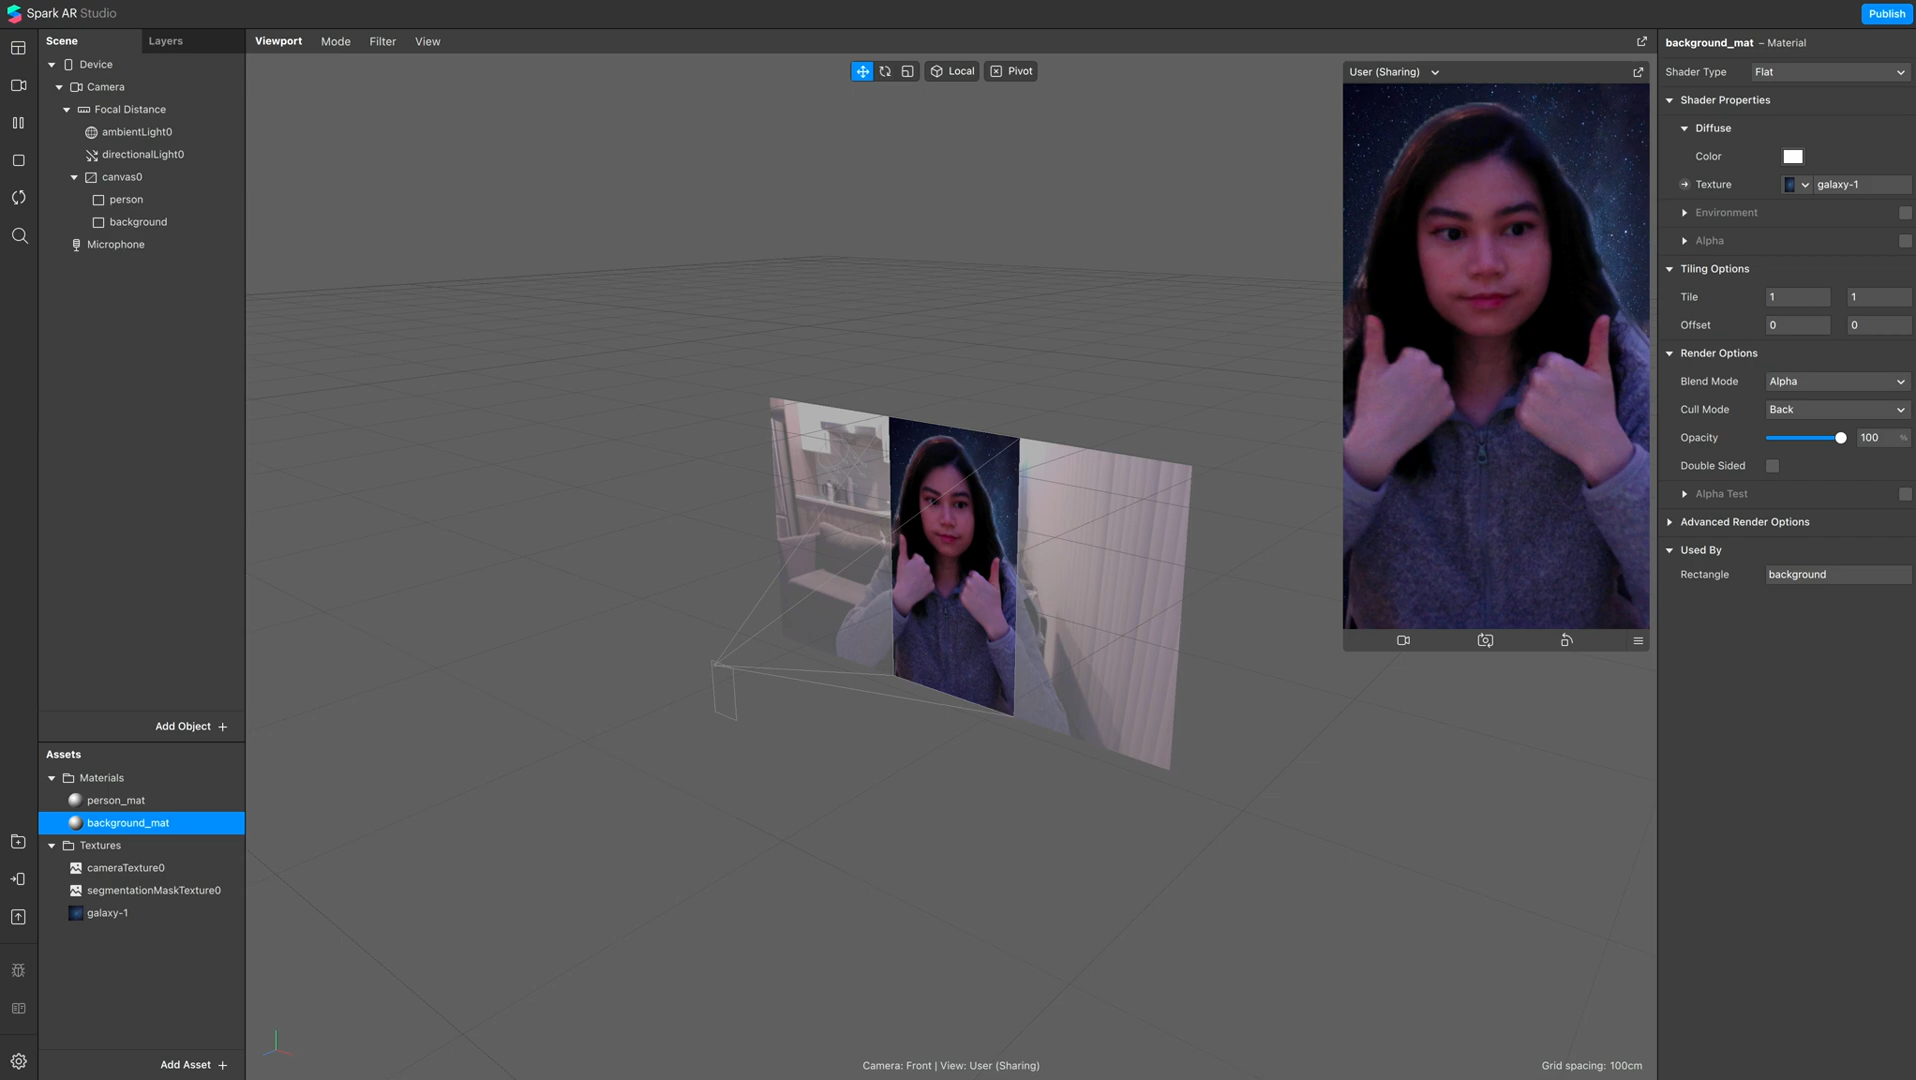 Spark AR Studio
Publish
Scene
Layers
Device
Camera
Focal Distance
ambientLight0
directionalLight0
canvas0
person
background
Microphone
Add Object +
Assets
Materials
person_mat
background_mat
Textures
cameraTexture0
segmentationMaskTexture0
galaxy-1
Add Asset +
Viewport Mode Filter View
Local
Pivot
User (Sharing)
Camera: Front | View: User (Sharing)
Grid spacing: 100cm
background_mat – Material
Shader Type Flat
Shader Properties
Diffuse
Color
Texture galaxy-1
Environment
Alpha
Tiling Options
Tile 1 1
Offset 0 0
Render Options
Blend Mode Alpha
Cull Mode Back
Opacity 100 %
Double Sided
Alpha Test
Advanced Render Options
Used By
Rectangle background